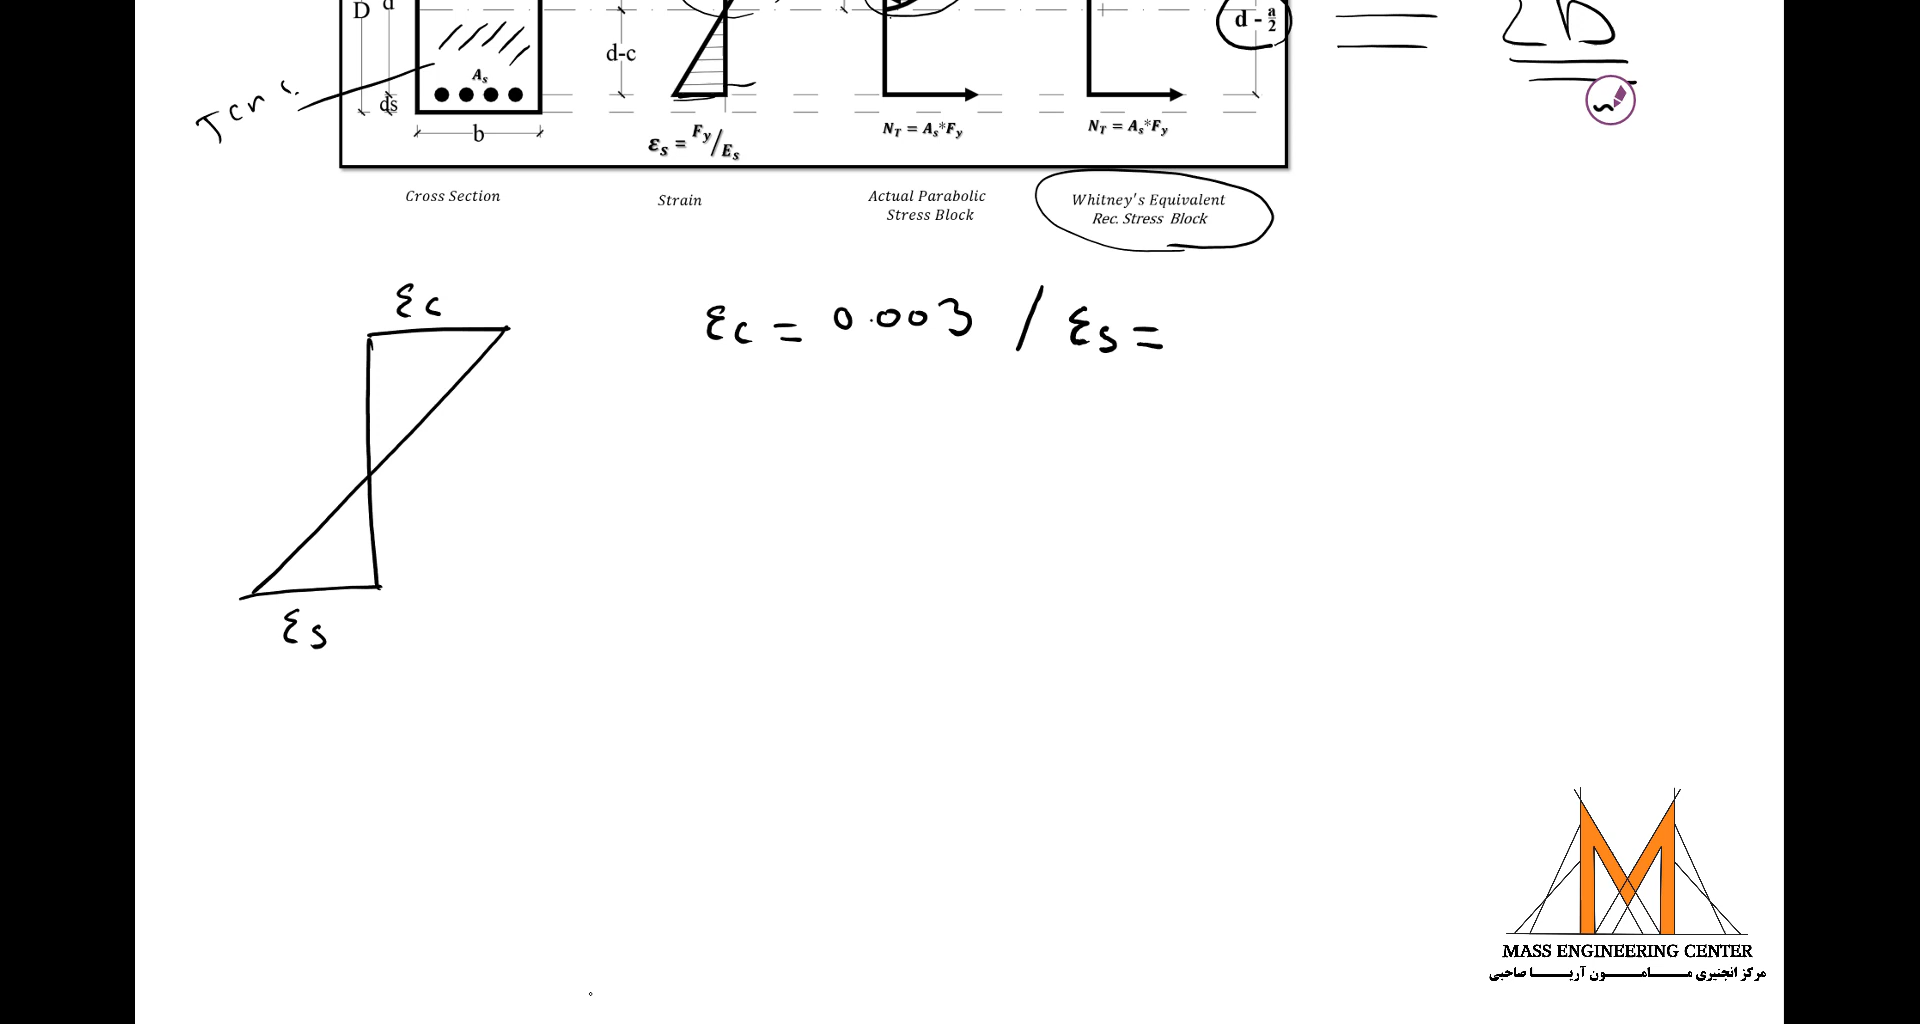 D d
d - a/2
2B
d-c
As
Tens.
ds
b
εs = Fy/Es
NT = As*Fy
NT = As*Fy
Cross Section
Strain
Actual Parabolic
Stress Block
Whitney's Equivalent
Rec. Stress Block
εc
εc = 0.003 / εs =
εs
MASS ENGINEERING CENTER
مرکز انجنیری مـــــامـــــون آریـــــا صاحبی